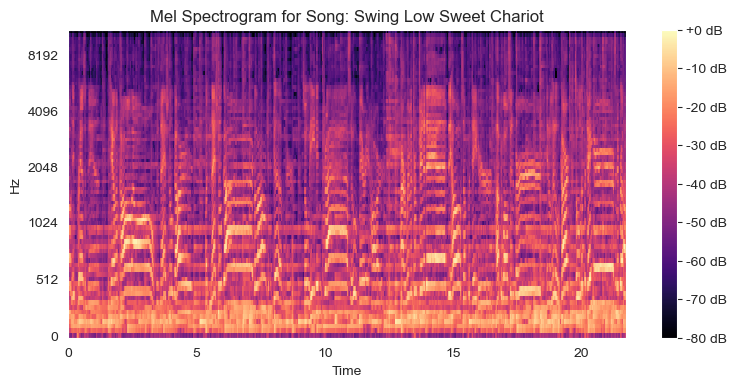 Mel Spectrogram for Song: Swing Low Sweet Chariot
8192
4096
2048
1024
512
0
Hz
0
5
10
15
20
Time
+0 dB
-10 dB
-20 dB
-30 dB
-40 dB
-50 dB
-60 dB
-70 dB
-80 dB